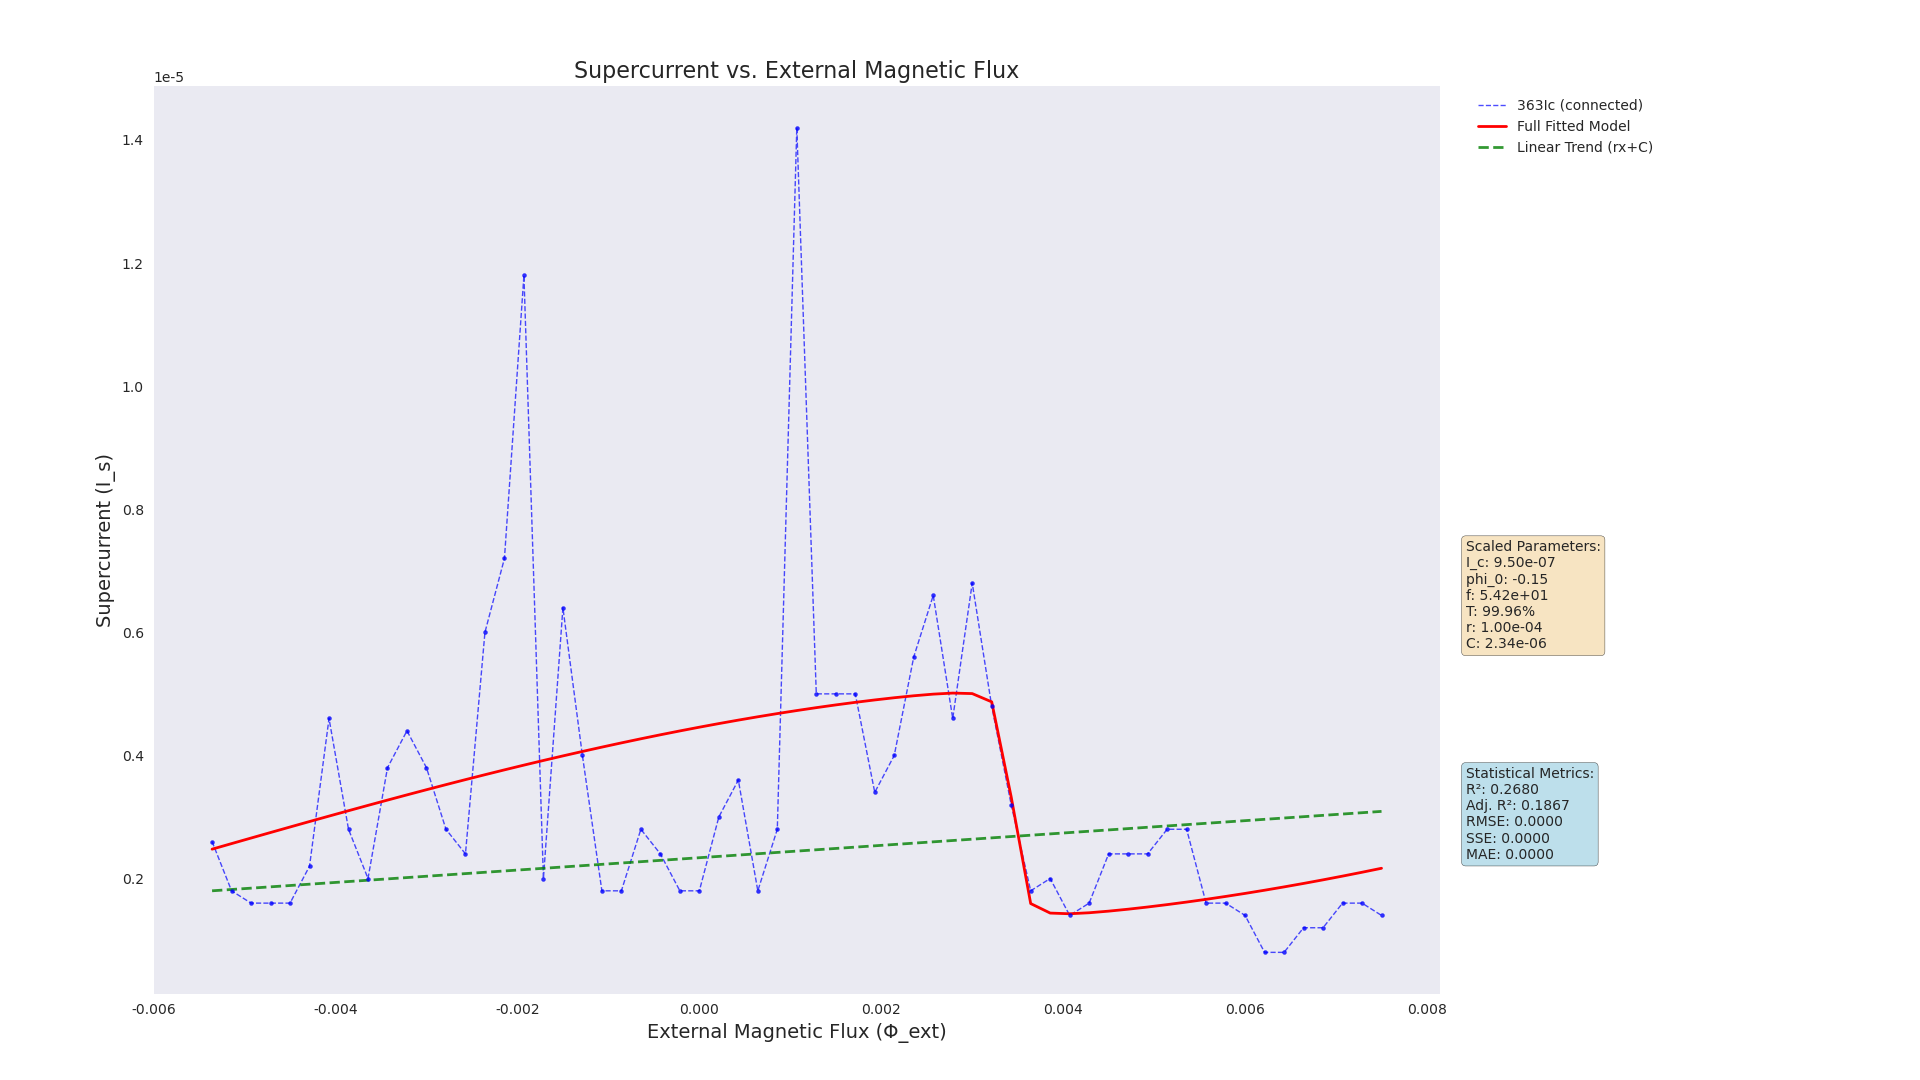 Supercurrent vs. External Magnetic Flux
1e-5
1.4
1.2
1.0
0.8
0.6
0.4
0.2
Supercurrent (I_s)
-0.006
-0.004
-0.002
0.000
0.002
0.004
0.006
0.008
External Magnetic Flux (Φ_ext)
363Ic (connected)
Full Fitted Model
Linear Trend (rx+C)
Scaled Parameters:
I_c: 9.50e-07
phi_0: -0.15
f: 5.42e+01
T: 99.96%
r: 1.00e-04
C: 2.34e-06
Statistical Metrics:
R²: 0.2680
Adj. R²: 0.1867
RMSE: 0.0000
SSE: 0.0000
MAE: 0.0000